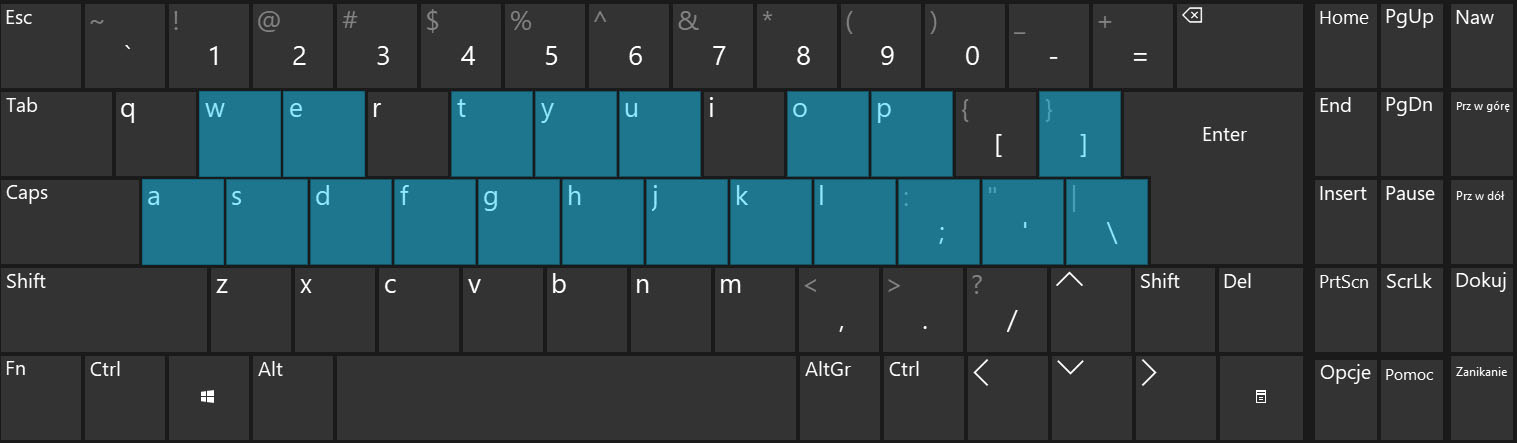 Esc ~ ` ! 1 @ 2 # 3 $ 4 % 5 ^ 6 & 7 * 8 ( 9 ) 0 _ - + = Home PgUp Naw
Tab q w e r t y u i o p { [ } ] Enter End PgDn Prz w górę
Caps a s d f g h j k l : ; " ' | \ Insert Pause Prz w dół
Shift z x c v b n m < , > . ? / Shift Del PrtScn ScrLk Dokuj
Fn Ctrl Alt AltGr Ctrl Opcje Pomoc Zanikanie